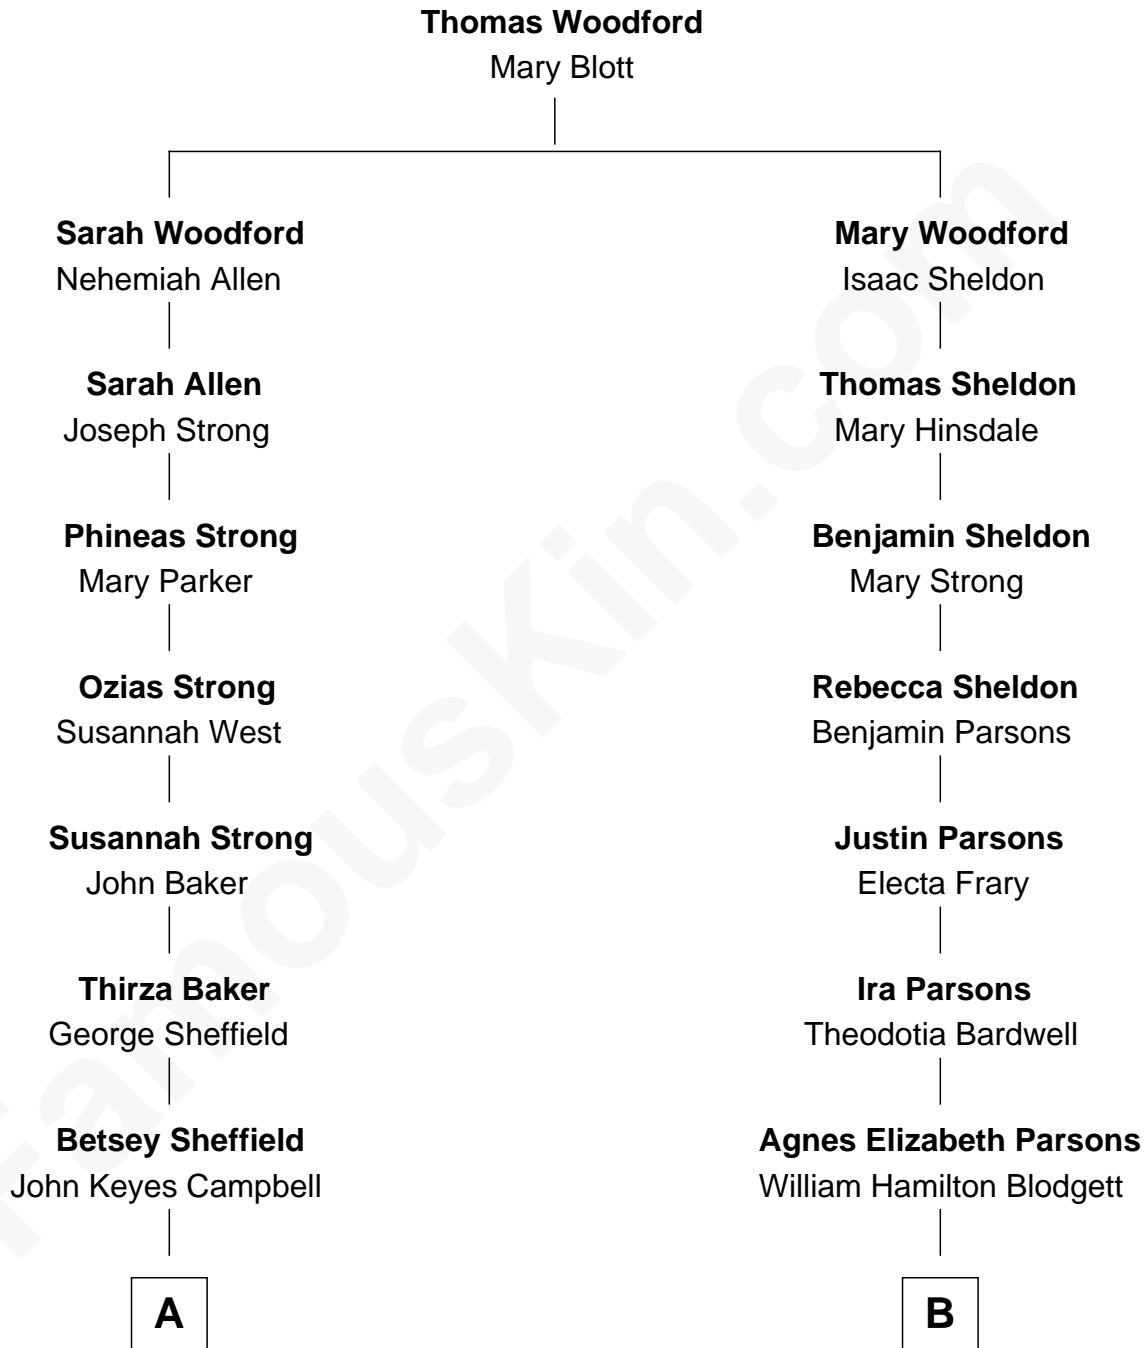 Thomas Woodford
Mary Blott
Sarah Woodford
Nehemiah Allen
Mary Woodford
Isaac Sheldon
Sarah Allen
Joseph Strong
Thomas Sheldon
Mary Hinsdale
Phineas Strong
Mary Parker
Benjamin Sheldon
Mary Strong
Ozias Strong
Susannah West
Rebecca Sheldon
Benjamin Parsons
Susannah Strong
John Baker
Justin Parsons
Electa Frary
Thirza Baker
George Sheffield
Ira Parsons
Theodotia Bardwell
Betsey Sheffield
John Keyes Campbell
Agnes Elizabeth Parsons
William Hamilton Blodgett
A
B
FamousKin.com